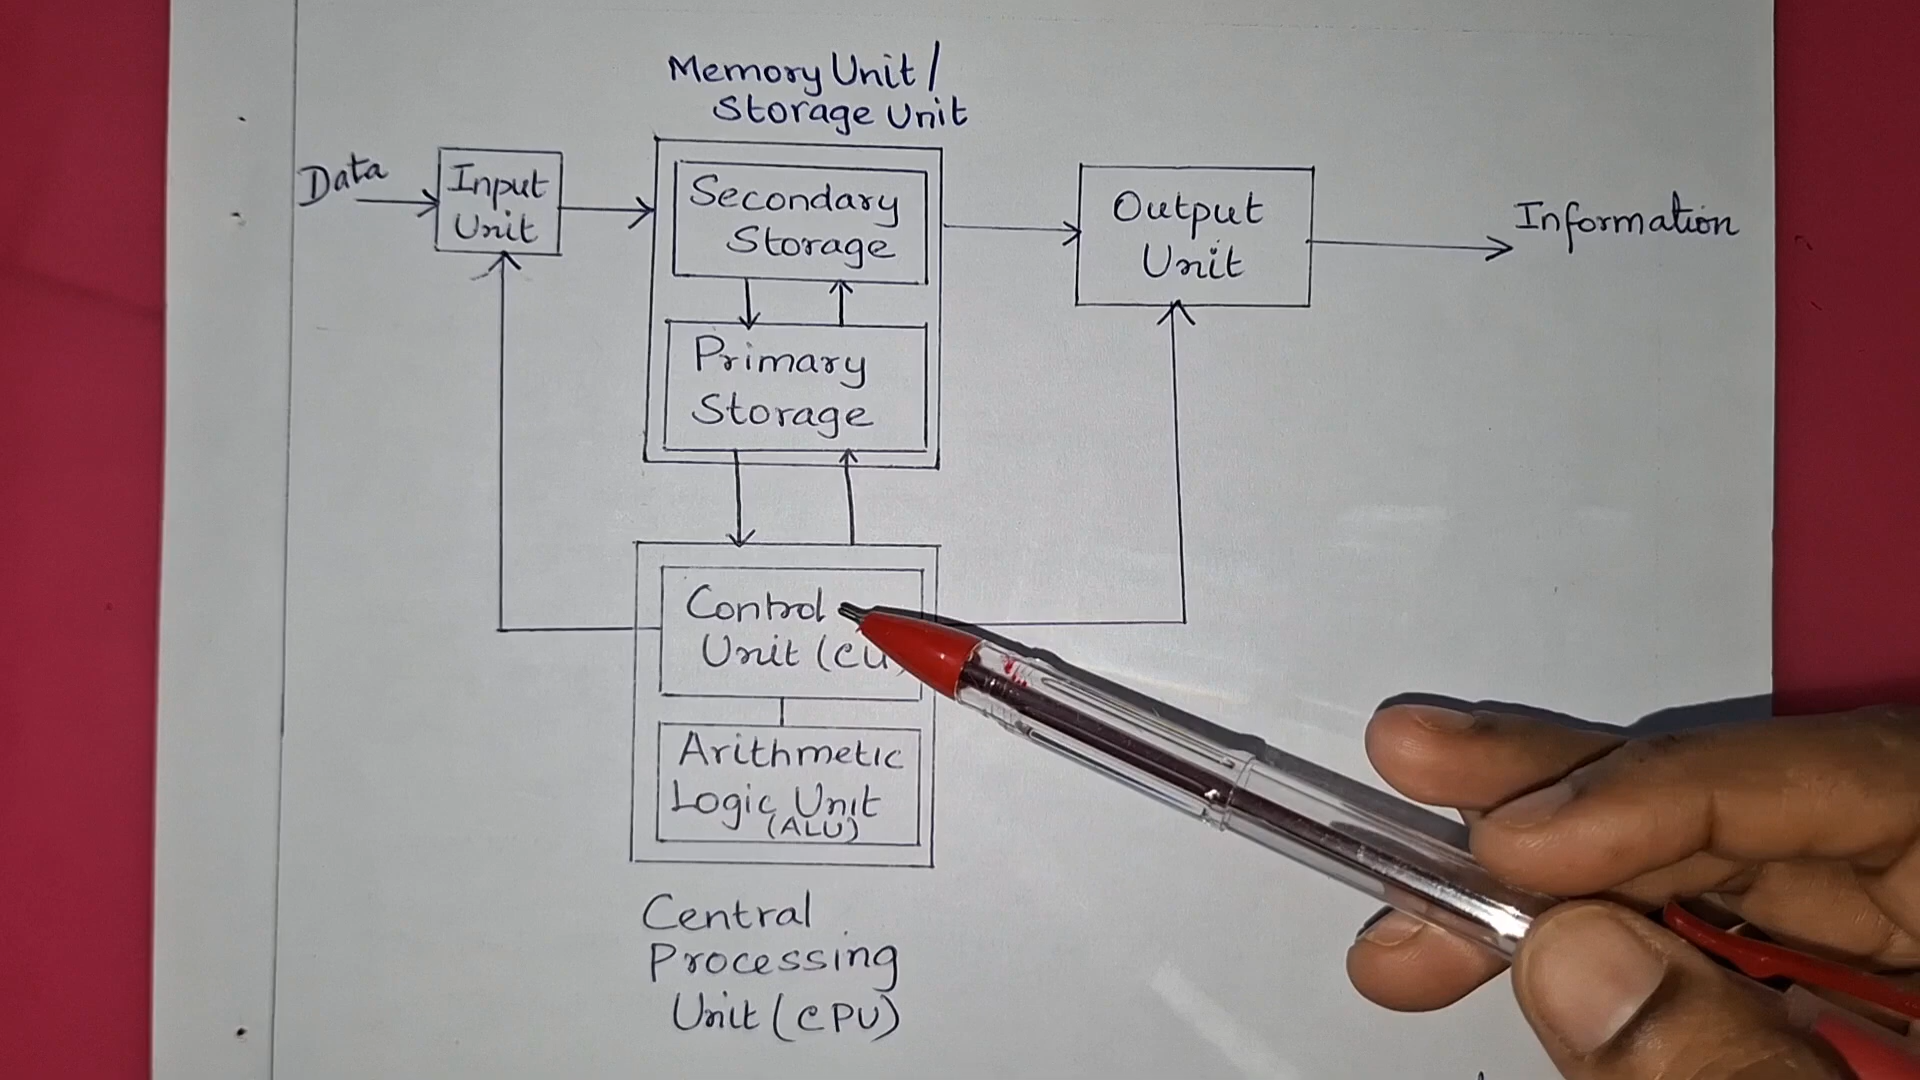 Memory Unit /
Storage Unit
Data
Input
Unit
Secondary
Storage
Primary
Storage
Output
Unit
Information
Control
Unit (CU
Arithmetic
Logic Unit
(ALU)
Central
Processing
Unit (CPU)